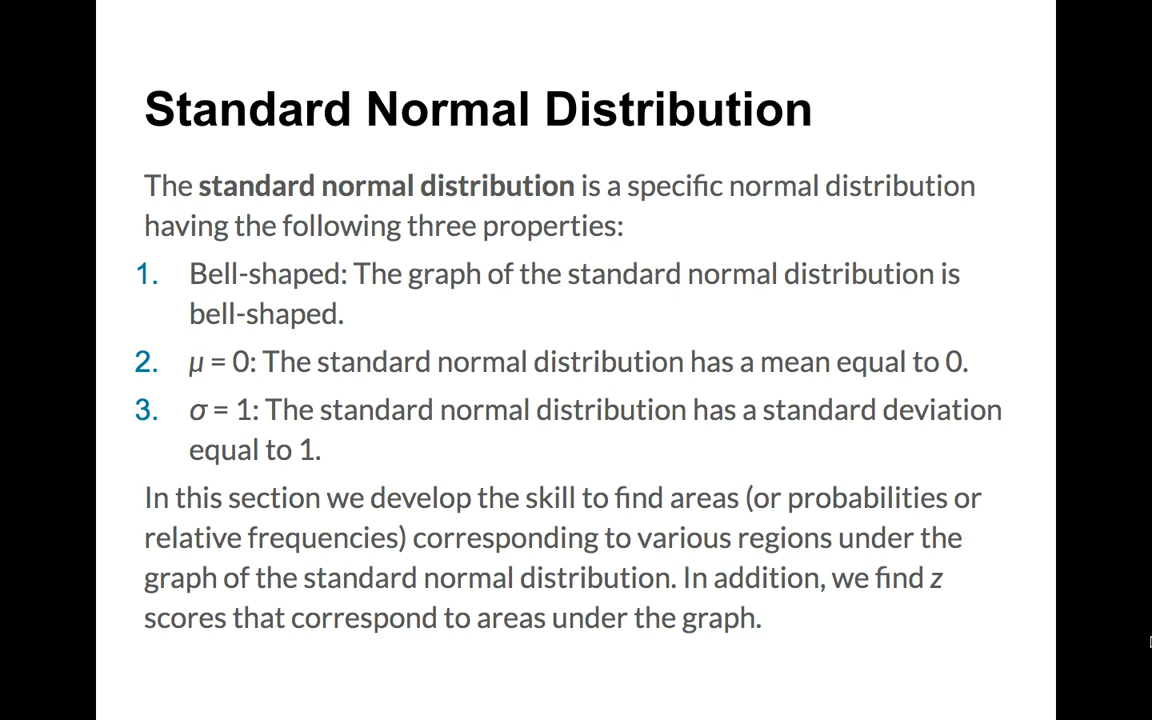 Standard Normal Distribution
The standard normal distribution is a specific normal distribution
having the following three properties:
1. Bell-shaped: The graph of the standard normal distribution is
bell-shaped.
2. μ = 0: The standard normal distribution has a mean equal to 0.
3. σ = 1: The standard normal distribution has a standard deviation
equal to 1.
In this section we develop the skill to find areas (or probabilities or
relative frequencies) corresponding to various regions under the
graph of the standard normal distribution. In addition, we find z
scores that correspond to areas under the graph.